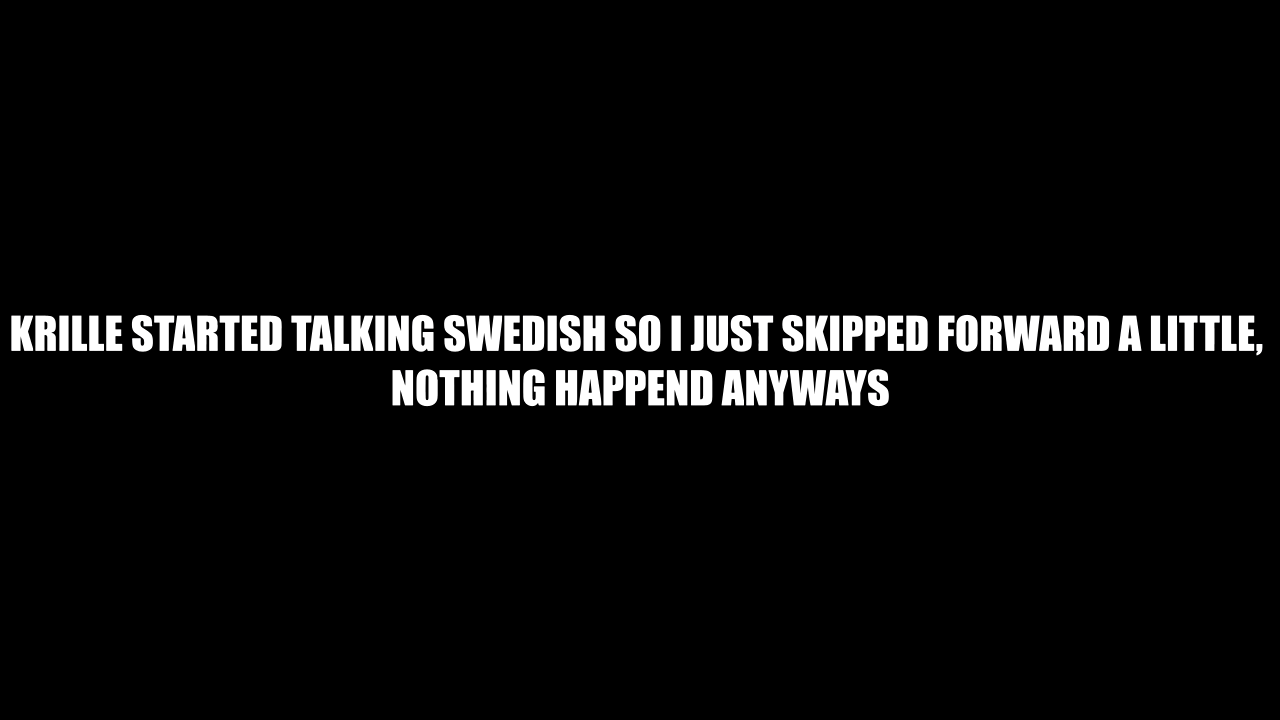 KRILLE STARTED TALKING SWEDISH SO I JUST SKIPPED FORWARD A LITTLE,
NOTHING HAPPEND ANYWAYS